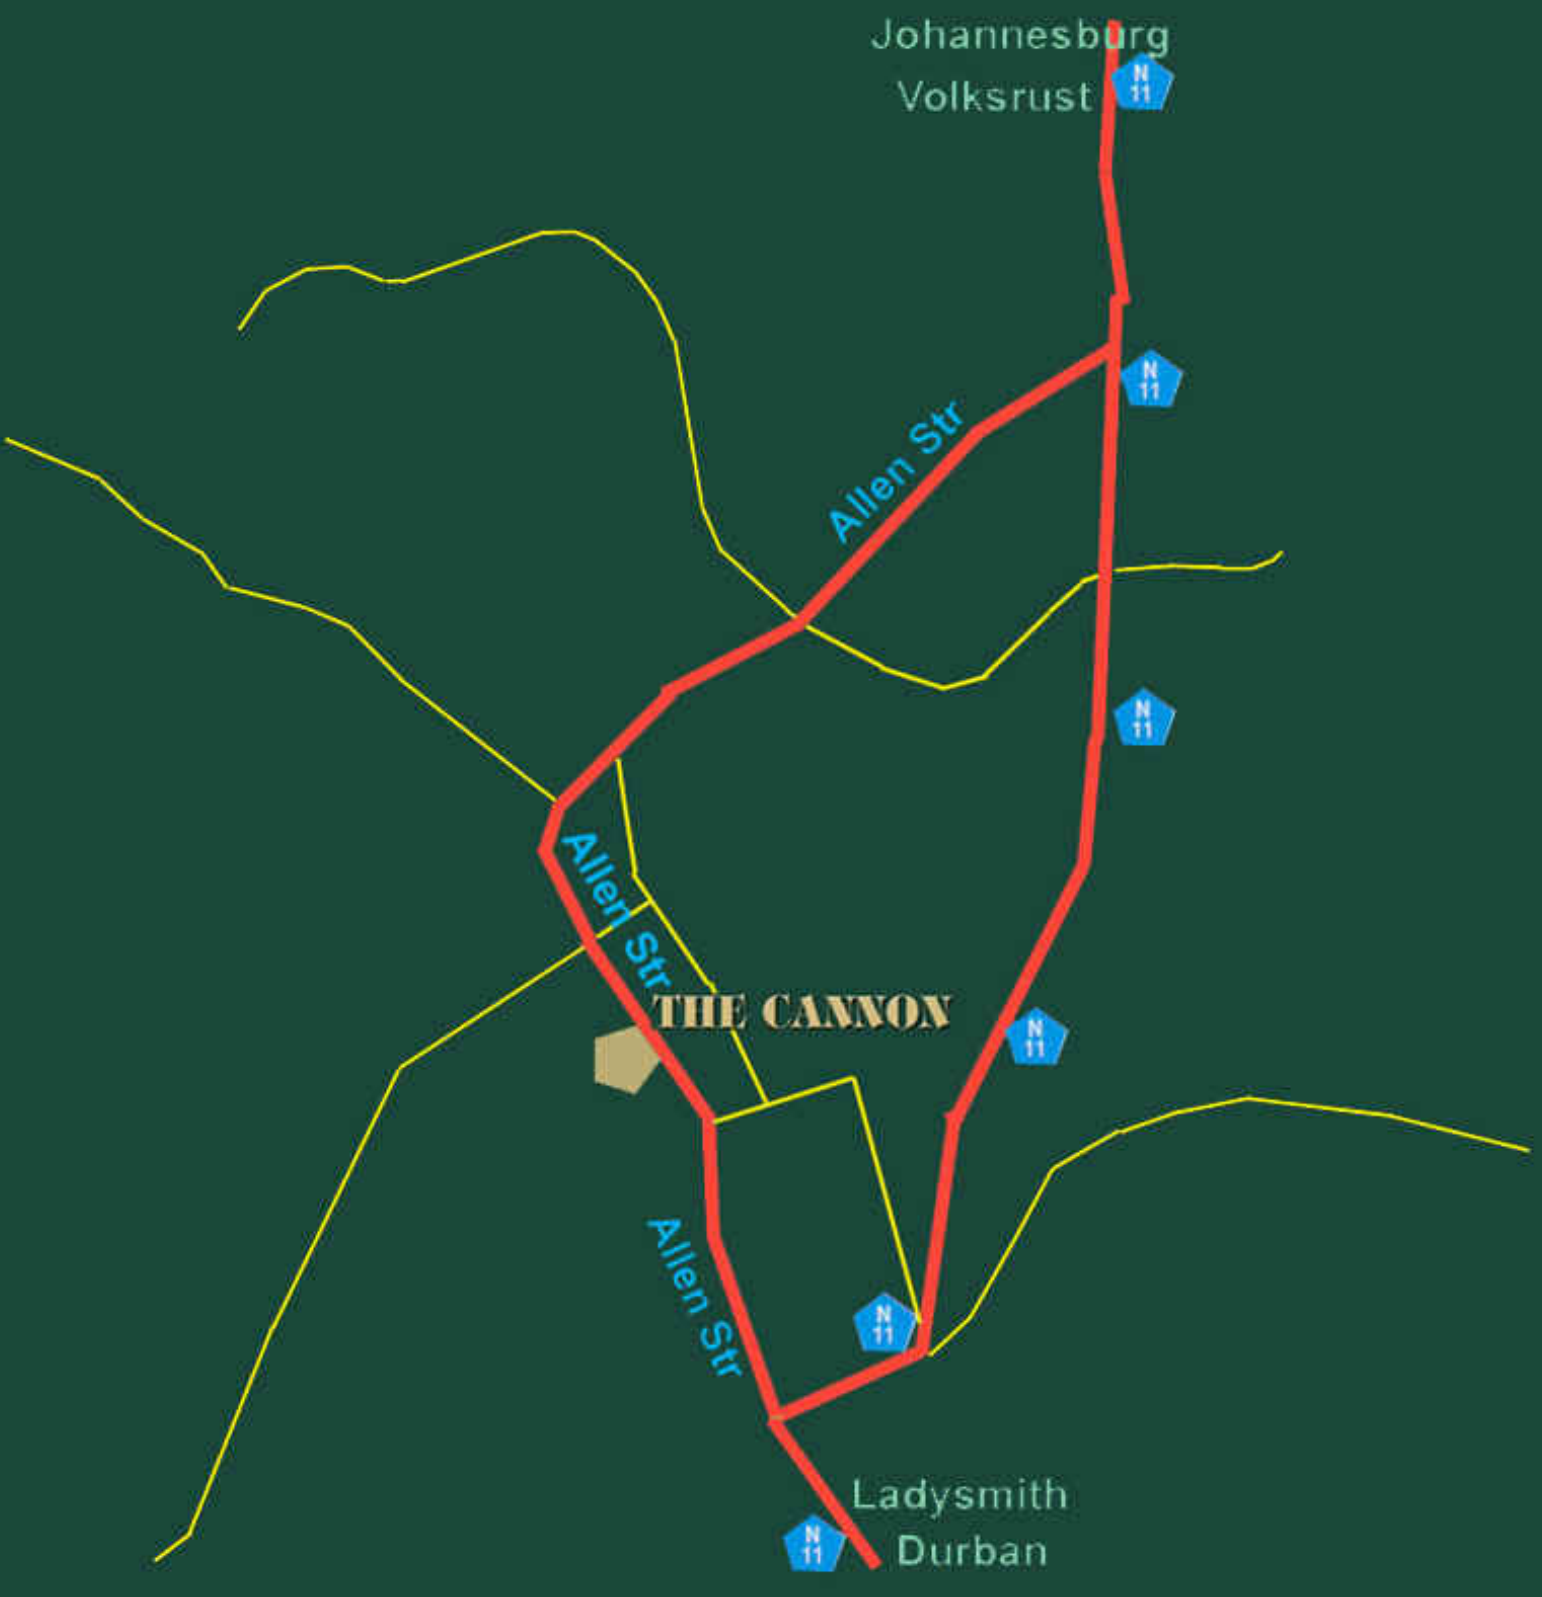 Johannesburg
N
11
Volksrust
N
11
Allen Str
N
11
Allen Str
THE CANNON
N
11
Allen Str
N
11
Ladysmith
N
11
Durban